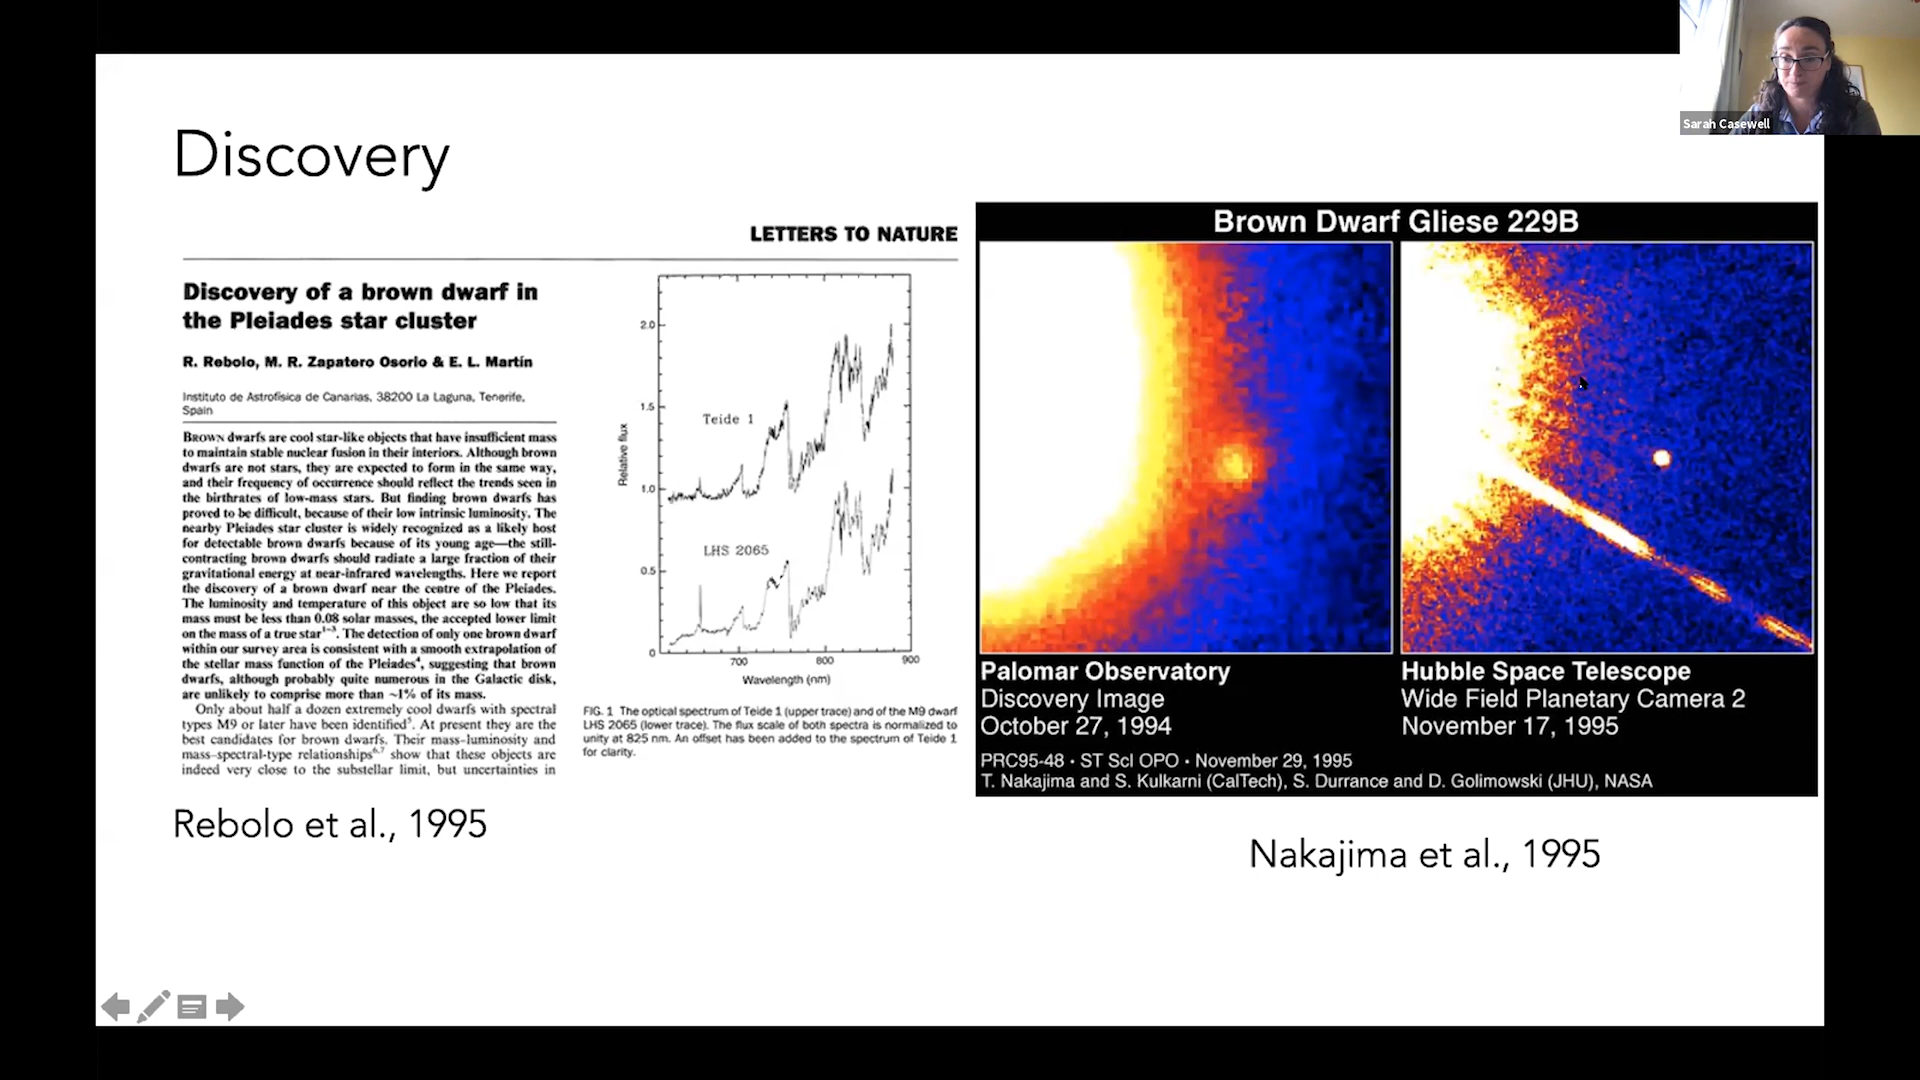 Sarah Casewell
Discovery
LETTERS TO NATURE
Discovery of a brown dwarf in
the Pleiades star cluster
R. Rebolo, M. R. Zapatero Osorio & E. L. Martín
Instituto de Astrofísica de Canarias, 38200 La Laguna, Tenerife,
Spain
BROWN dwarfs are cool star-like objects that have insufficient mass
to maintain stable nuclear fusion in their interiors. Although brown
dwarfs are not stars, they are expected to form in the same way,
and their frequency of occurrence should reflect the trends seen in
the birthrates of low-mass stars. But finding brown dwarfs has
proved to be difficult, because of their low intrinsic luminosity. The
nearby Pleiades star cluster is widely recognized as a likely host
for detectable brown dwarfs because of its young age—the still-
contracting brown dwarfs should radiate a large fraction of their
gravitational energy at near-infrared wavelengths. Here we report
the discovery of a brown dwarf near the centre of the Pleiades.
The luminosity and temperature of this object are so low that its
mass must be less than 0.08 solar masses, the accepted lower limit
on the mass of a true star¹⁻³. The detection of only one brown dwarf
within our survey area is consistent with a smooth extrapolation of
the stellar mass function of the Pleiades⁴, suggesting that brown
dwarfs, although probably quite numerous in the Galactic disk,
are unlikely to comprise more than ~1% of its mass.
Only about half a dozen extremely cool dwarfs with spectral
types M9 or later have been identified⁵. At present they are the
best candidates for brown dwarfs. Their mass–luminosity and
mass–spectral-type relationships⁶,⁷ show that these objects are
indeed very close to the substellar limit, but uncertainties in
2.0
1.5
1.0
0.5
0
Relative flux
Teide 1
LHS 2065
700
800
900
Wavelength (nm)
FIG. 1 The optical spectrum of Teide 1 (upper trace) and of the M9 dwarf
LHS 2065 (lower trace). The flux scale of both spectra is normalized to
unity at 825 nm. An offset has been added to the spectrum of Teide 1
for clarity.
Rebolo et al., 1995
Brown Dwarf Gliese 229B
Palomar Observatory
Discovery Image
October 27, 1994
Hubble Space Telescope
Wide Field Planetary Camera 2
November 17, 1995
PRC95-48 · ST ScI OPO · November 29, 1995
T. Nakajima and S. Kulkarni (CalTech), S. Durrance and D. Golimowski (JHU), NASA
Nakajima et al., 1995